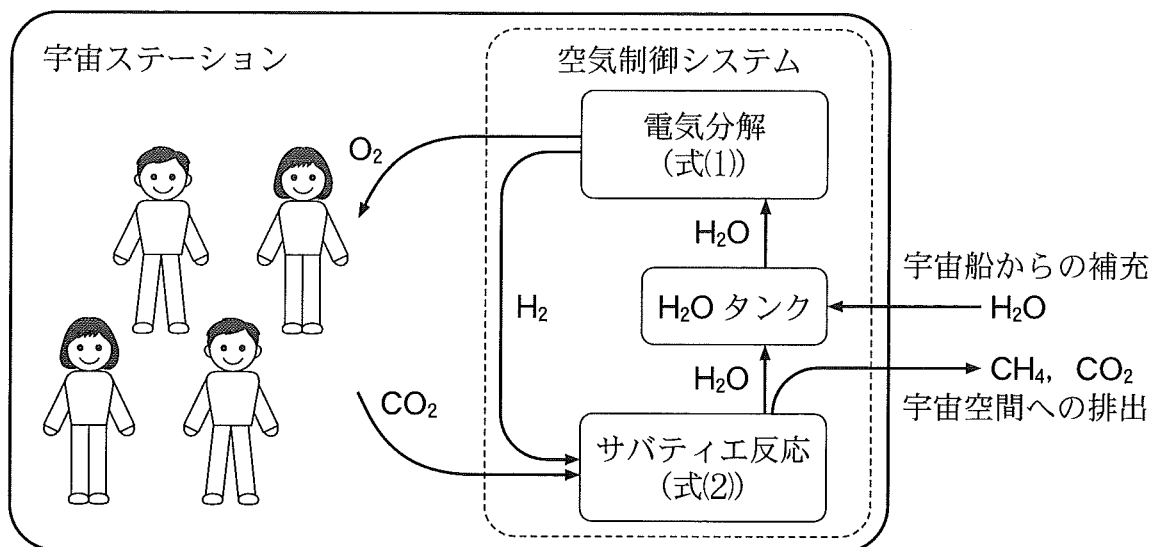 宇宙ステーション
空気制御システム
電気分解
(式(1))
O₂
H₂O
宇宙船からの補充
H₂
H₂O タンク
H₂O
H₂O
CH₄, CO₂
宇宙空間への排出
CO₂
サバティエ反応
(式(2))